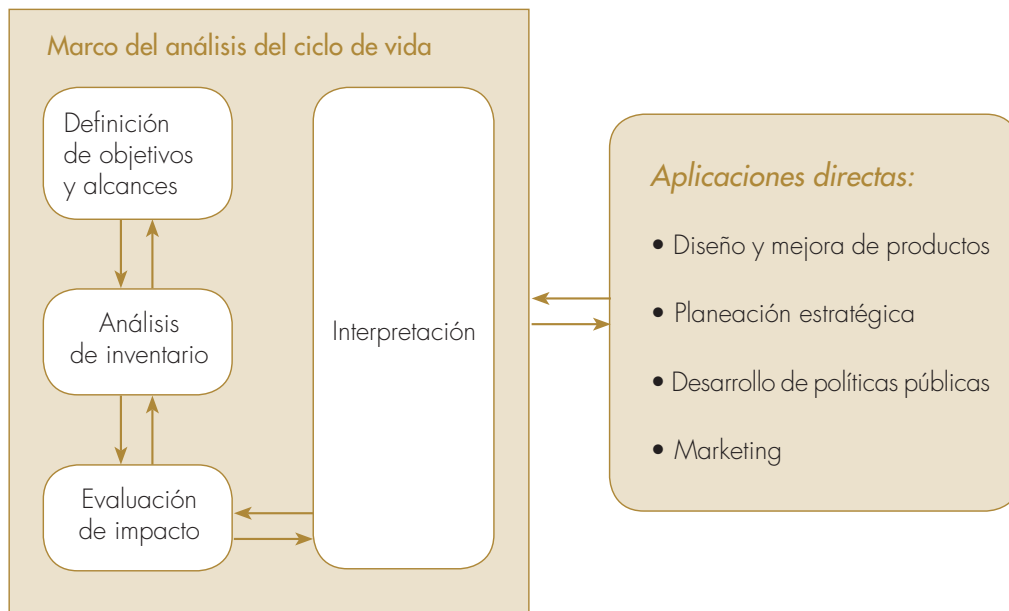 Marco del análisis del ciclo de vida
Definición
de objetivos
y alcances
Análisis
de inventario
Evaluación
de impacto
Interpretación
Aplicaciones directas:
• Diseño y mejora de productos
• Planeación estratégica
• Desarrollo de políticas públicas
• Marketing